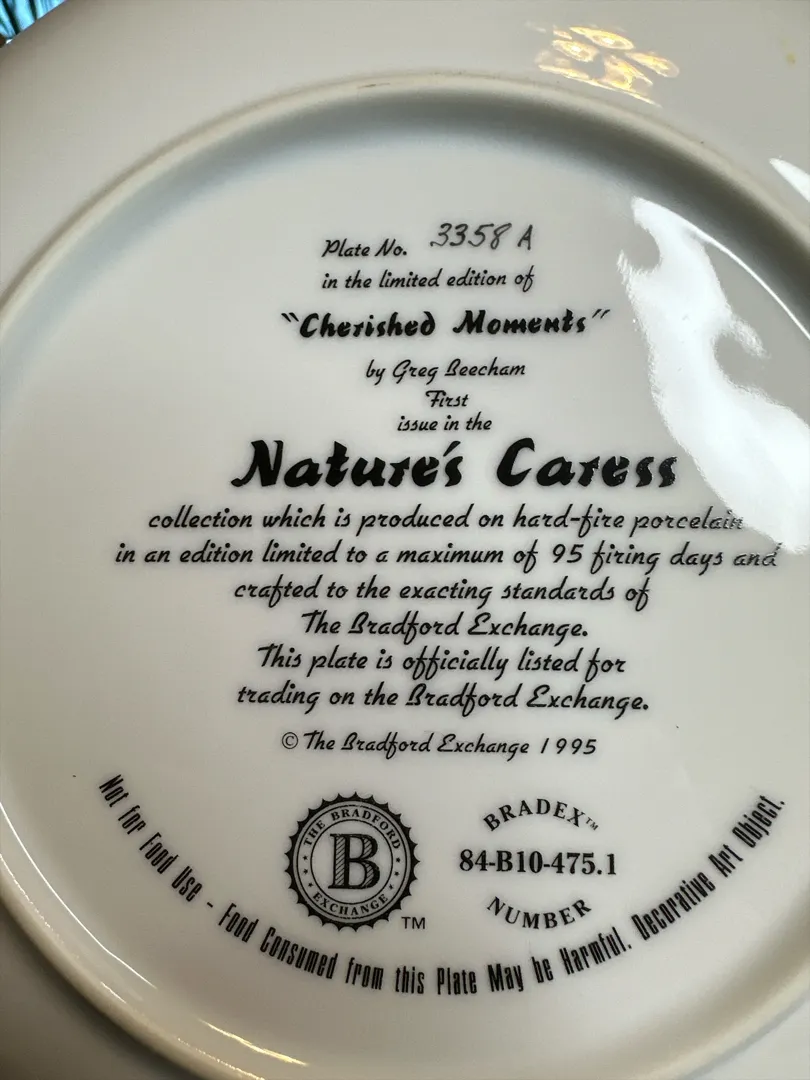 Plate No. 3358 A
in the limited edition of
"Cherished Moments"
by Greg Beecham
First
issue in the
Nature's Caress
collection which is produced on hard-fire porcelain
in an edition limited to a maximum of 95 firing days and
crafted to the exacting standards of
The Bradford Exchange.
This plate is officially listed for
trading on the Bradford Exchange.
© The Bradford Exchange 1995
THE BRADFORD
B
EXCHANGE
TM
BRADEX™
84-B10-475.1
NUMBER
Not for Food Use - Food Consumed from this Plate May be Harmful. Decorative Art Object.